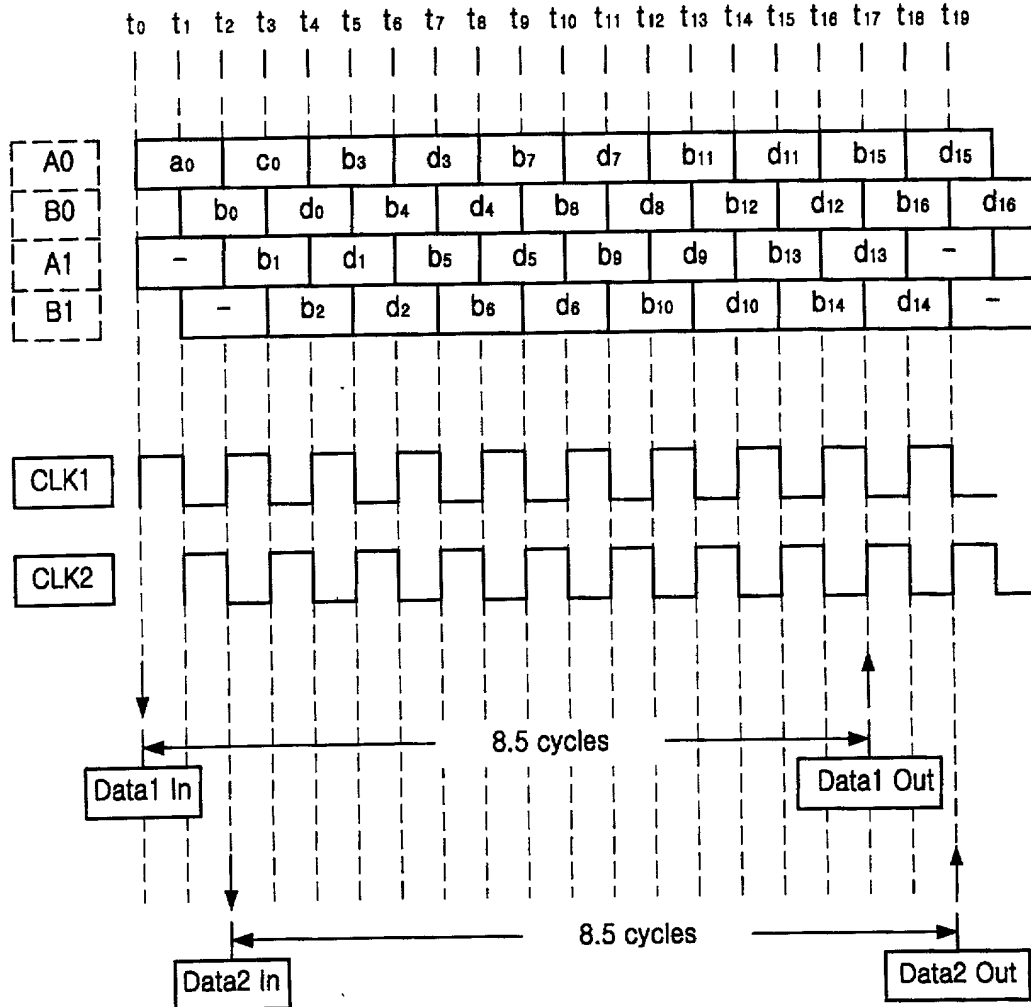 t0 t1 t2 t3 t4 t5 t6 t7 t8 t9 t10 t11 t12 t13 t14 t15 t16 t17 t18 t19
A0 a0 c0 b3 d3 b7 d7 b11 d11 b15 d15
B0 b0 d0 b4 d4 b8 d8 b12 d12 b16 d16
A1 – b1 d1 b5 d5 b9 d9 b13 d13 –
B1 – b2 d2 b6 d6 b10 d10 b14 d14 –
CLK1
CLK2
8.5 cycles
Data1 In Data1 Out
8.5 cycles
Data2 In Data2 Out